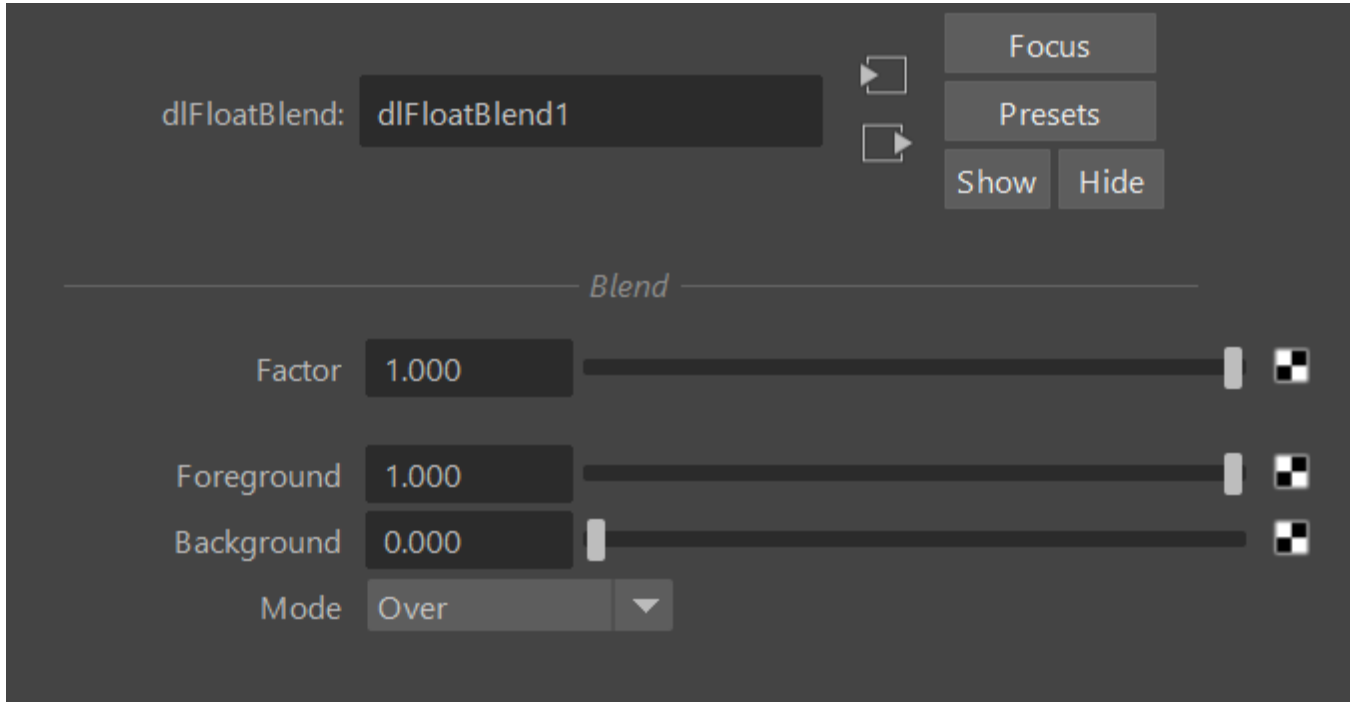 Focus
dlFloatBlend: dlFloatBlend1
Presets
Show Hide
Blend
Factor 1.000
Foreground 1.000
Background 0.000
Mode Over